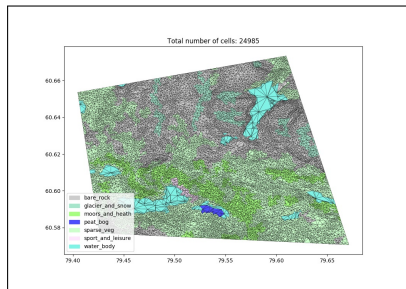 Total number of cells: 24985
60.66
60.64
60.62
60.60
60.58
bare_rock
glacier_and_snow
moors_and_heath
peat_bog
sparse_veg
sport_and_leisure
water_body
79.40 79.45 79.50 79.55 79.60 79.65